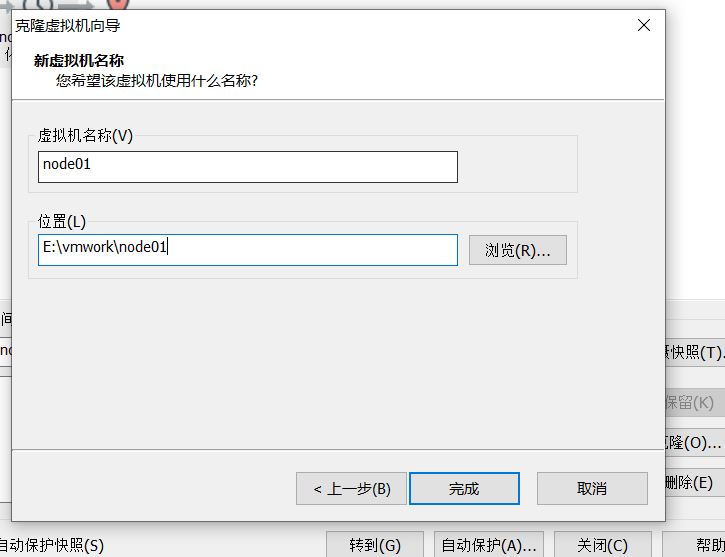 克隆虚拟机向导
新虚拟机名称
您希望该虚拟机使用什么名称?
虚拟机名称(V)
node01
位置(L)
E:\vmwork\node01
浏览(R)...
间
快照(T)...
保留(K)
克隆(O)...
删除(E)
< 上一步(B)
完成
取消
自动保护快照(S)
转到(G)
自动保护(A)...
关闭(C)
帮助